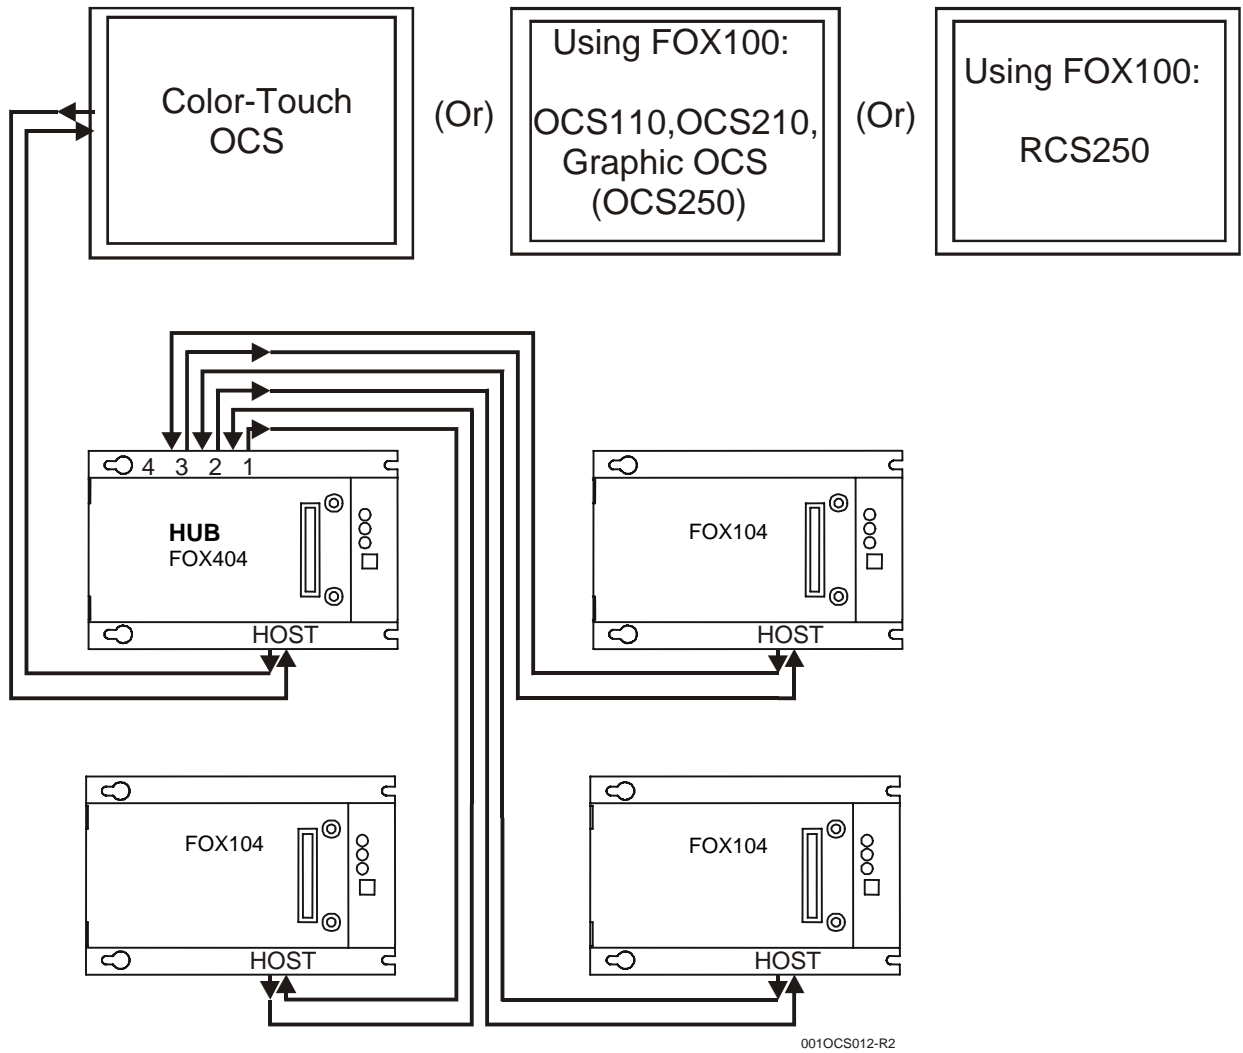 Color-Touch
OCS
(Or)
Using FOX100:
OCS110,OCS210,
Graphic OCS
(OCS250)
(Or)
Using FOX100:
RCS250
4 3 2 1
HUB
FOX404
HOST
FOX104
HOST
FOX104
HOST
FOX104
HOST
001OCS012-R2